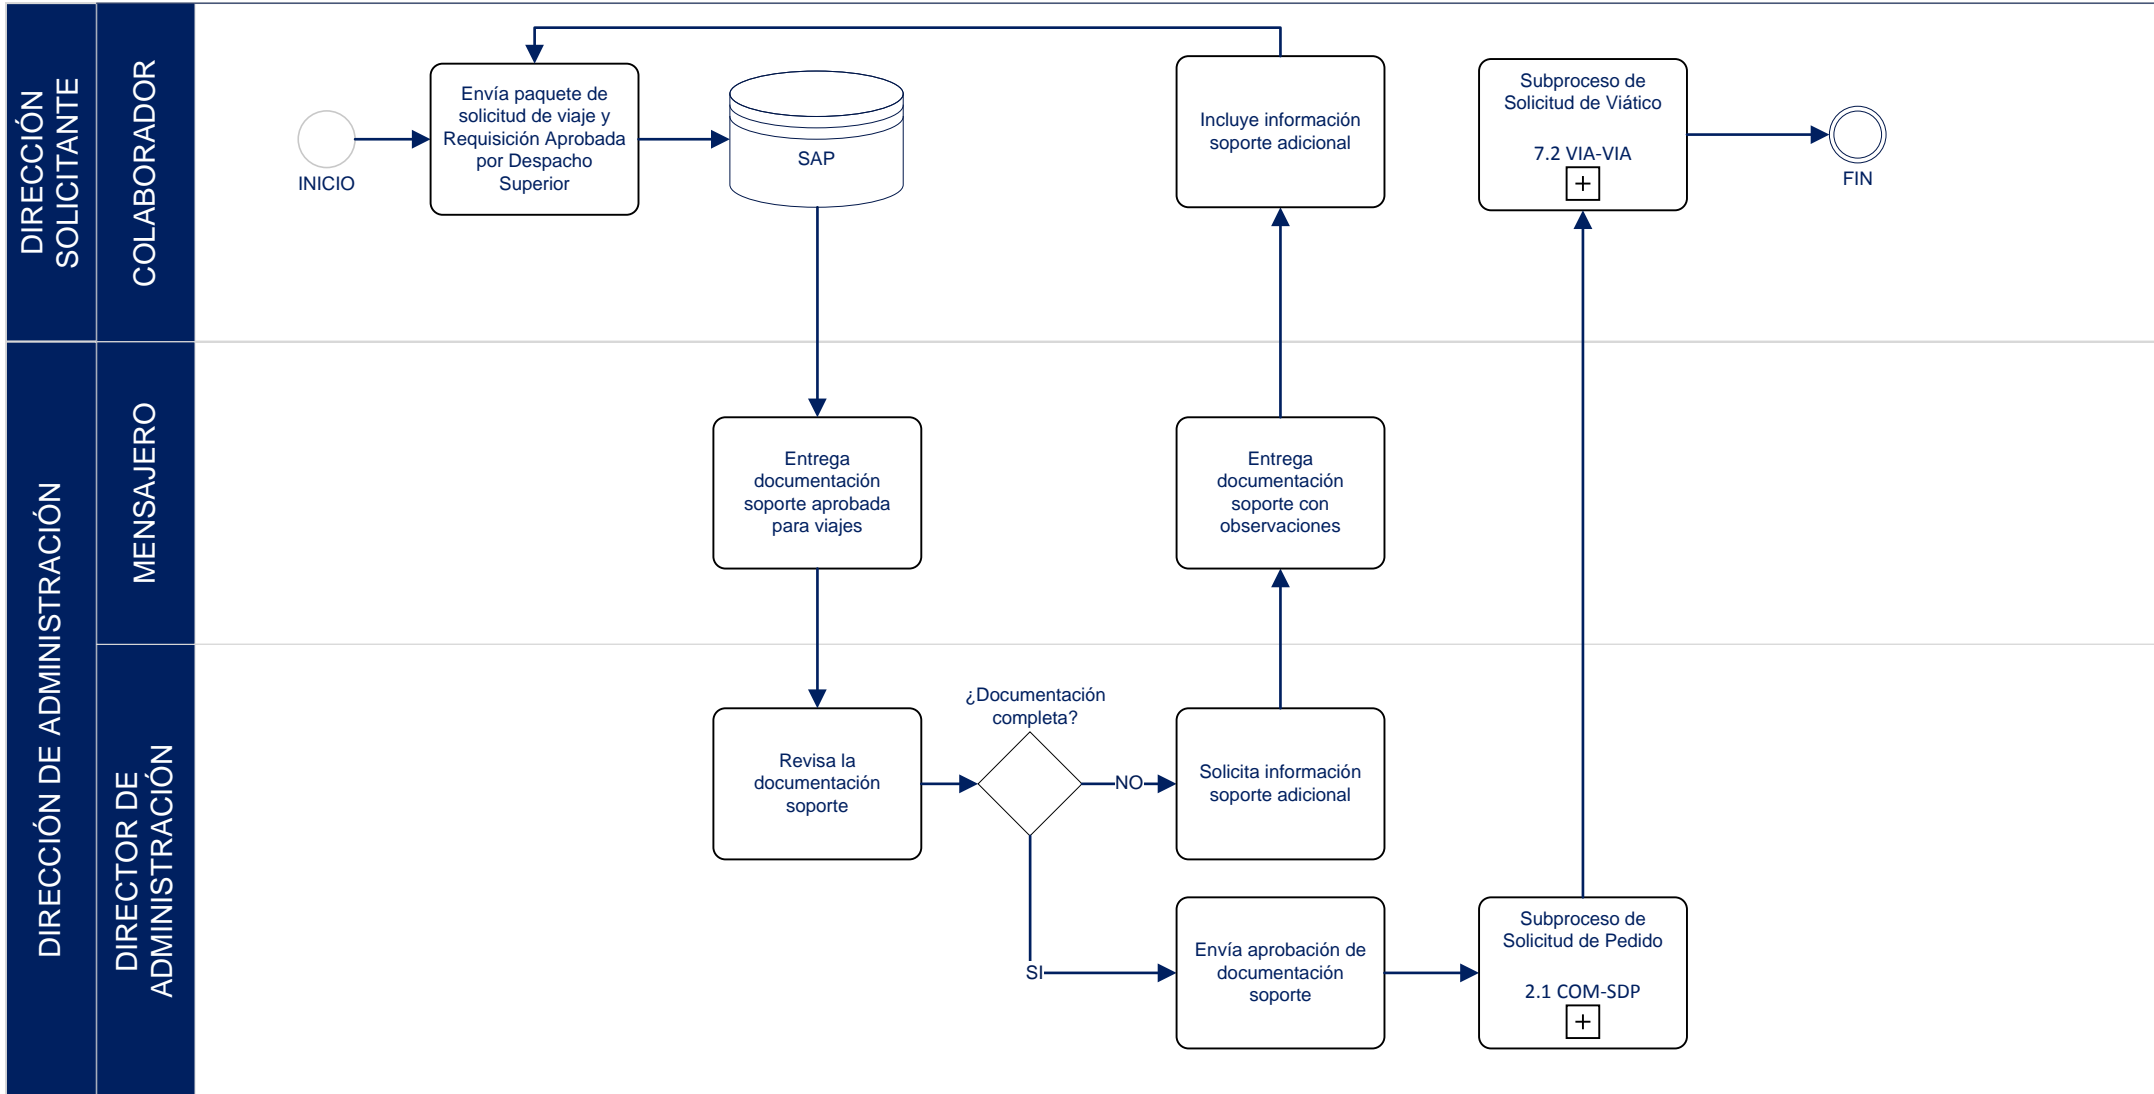 DIRECCIÓN
SOLICITANTE
COLABORADOR
INICIO
Envía paquete de
solicitud de viaje y
Requisición Aprobada
por Despacho
Superior
SAP
Incluye información
soporte adicional
Subproceso de
Solicitud de Viático
7.2 VIA-VIA
FIN
DIRECCIÓN DE ADMINISTRACIÓN
MENSAJERO
Entrega
documentación
soporte aprobada
para viajes
Entrega
documentación
soporte con
observaciones
DIRECTOR DE
ADMINISTRACIÓN
Revisa la
documentación
soporte
¿Documentación
completa?
NO
Solicita información
soporte adicional
SI
Envía aprobación de
documentación
soporte
Subproceso de
Solicitud de Pedido
2.1 COM-SDP